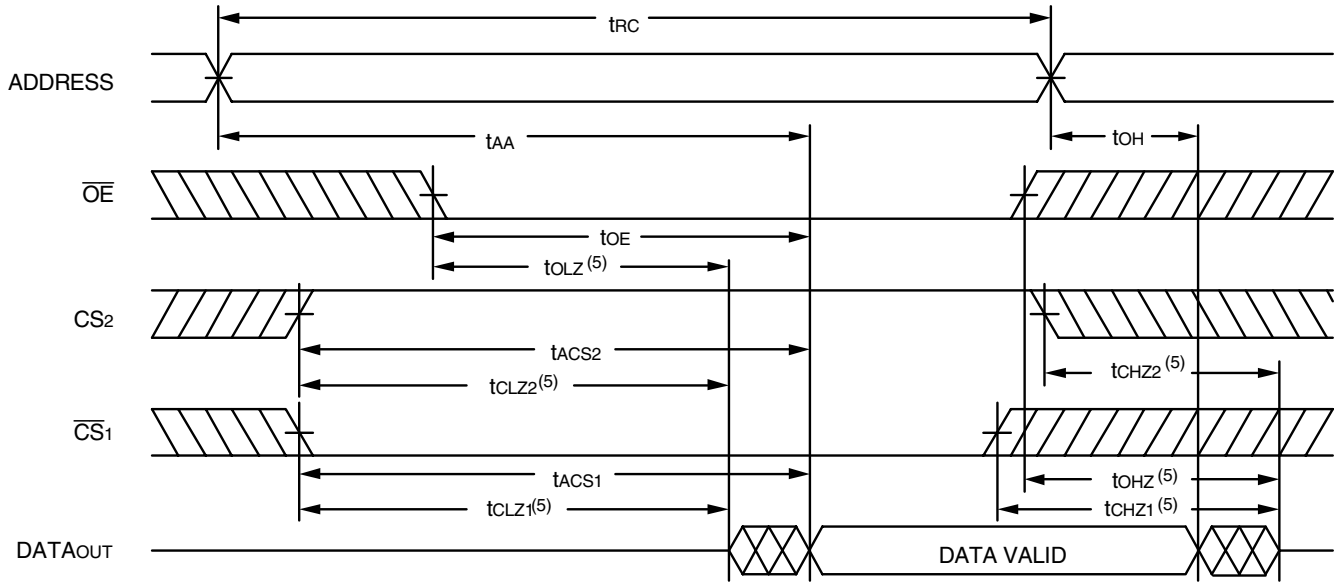 tRC
ADDRESS
tAA
tOH
OE
tOE
tOLZ (5)
CS2
tACS2
tCLZ2(5)
tCHZ2(5)
CS1
tACS1
tOHZ(5)
tCLZ1(5)
tCHZ1(5)
DATAOUT
DATA VALID